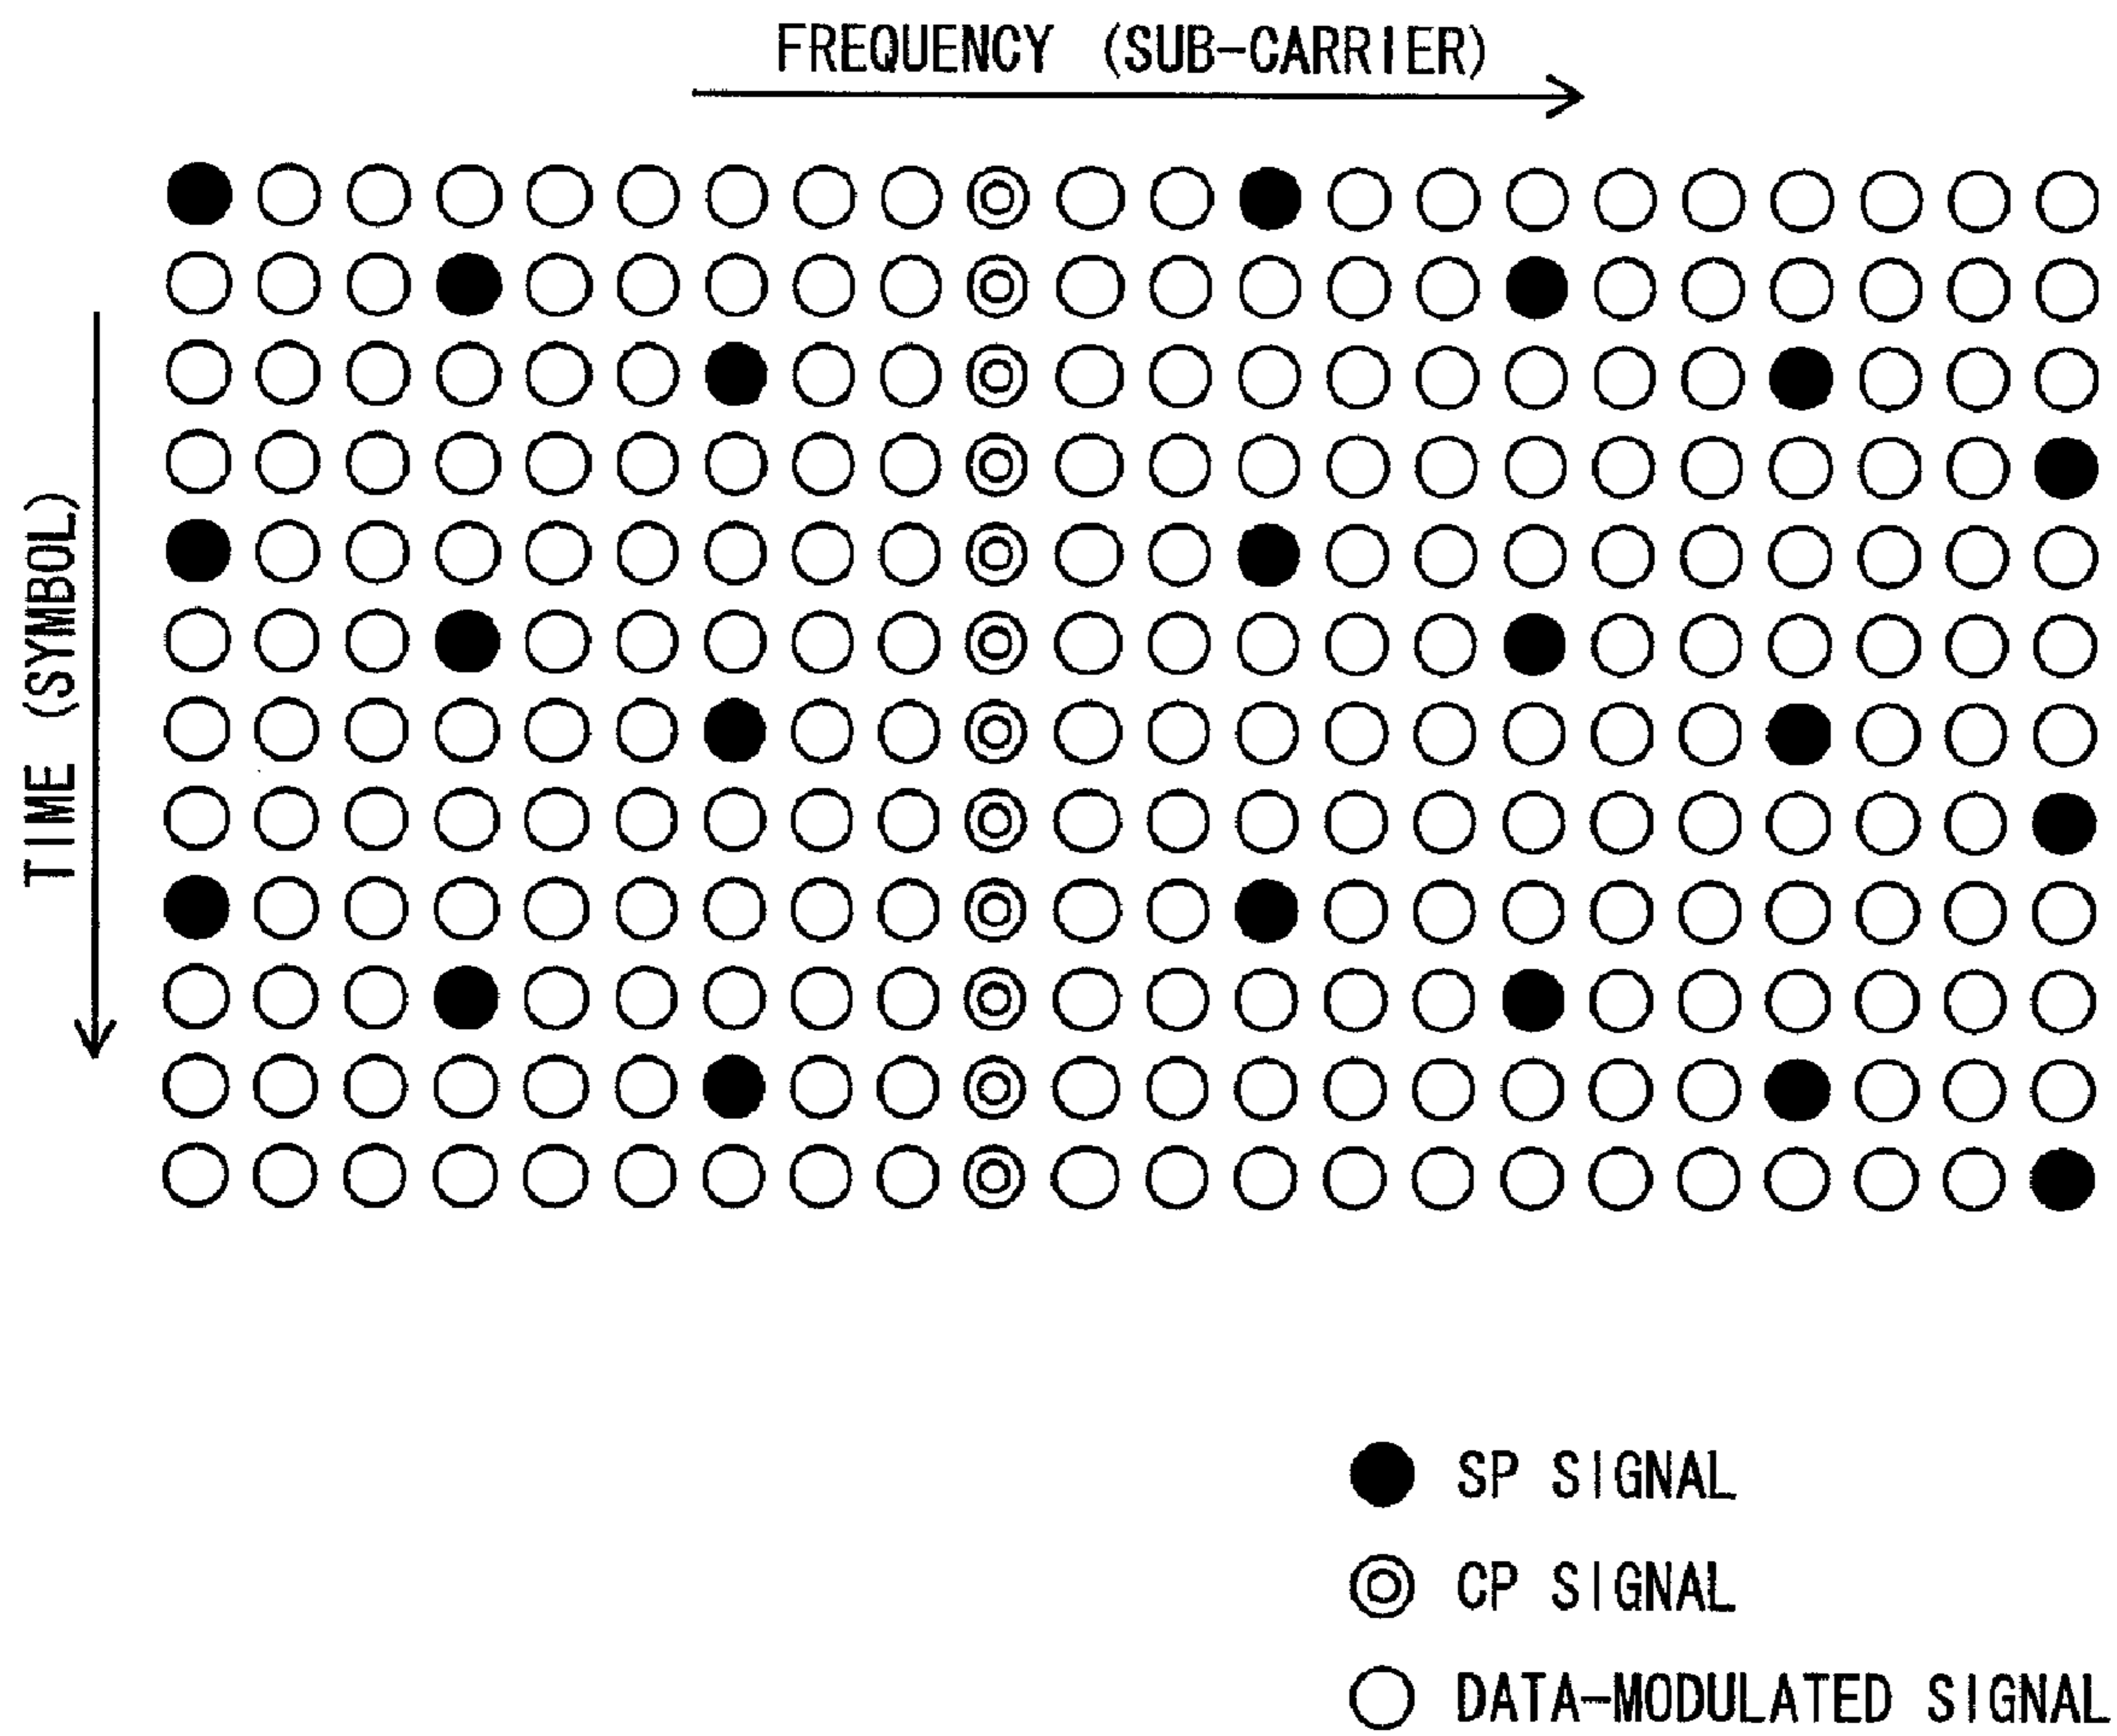 FREQUENCY (SUB-CARRIER)
TIME (SYMBOL)
SP SIGNAL
CP SIGNAL
DATA-MODULATED SIGNAL